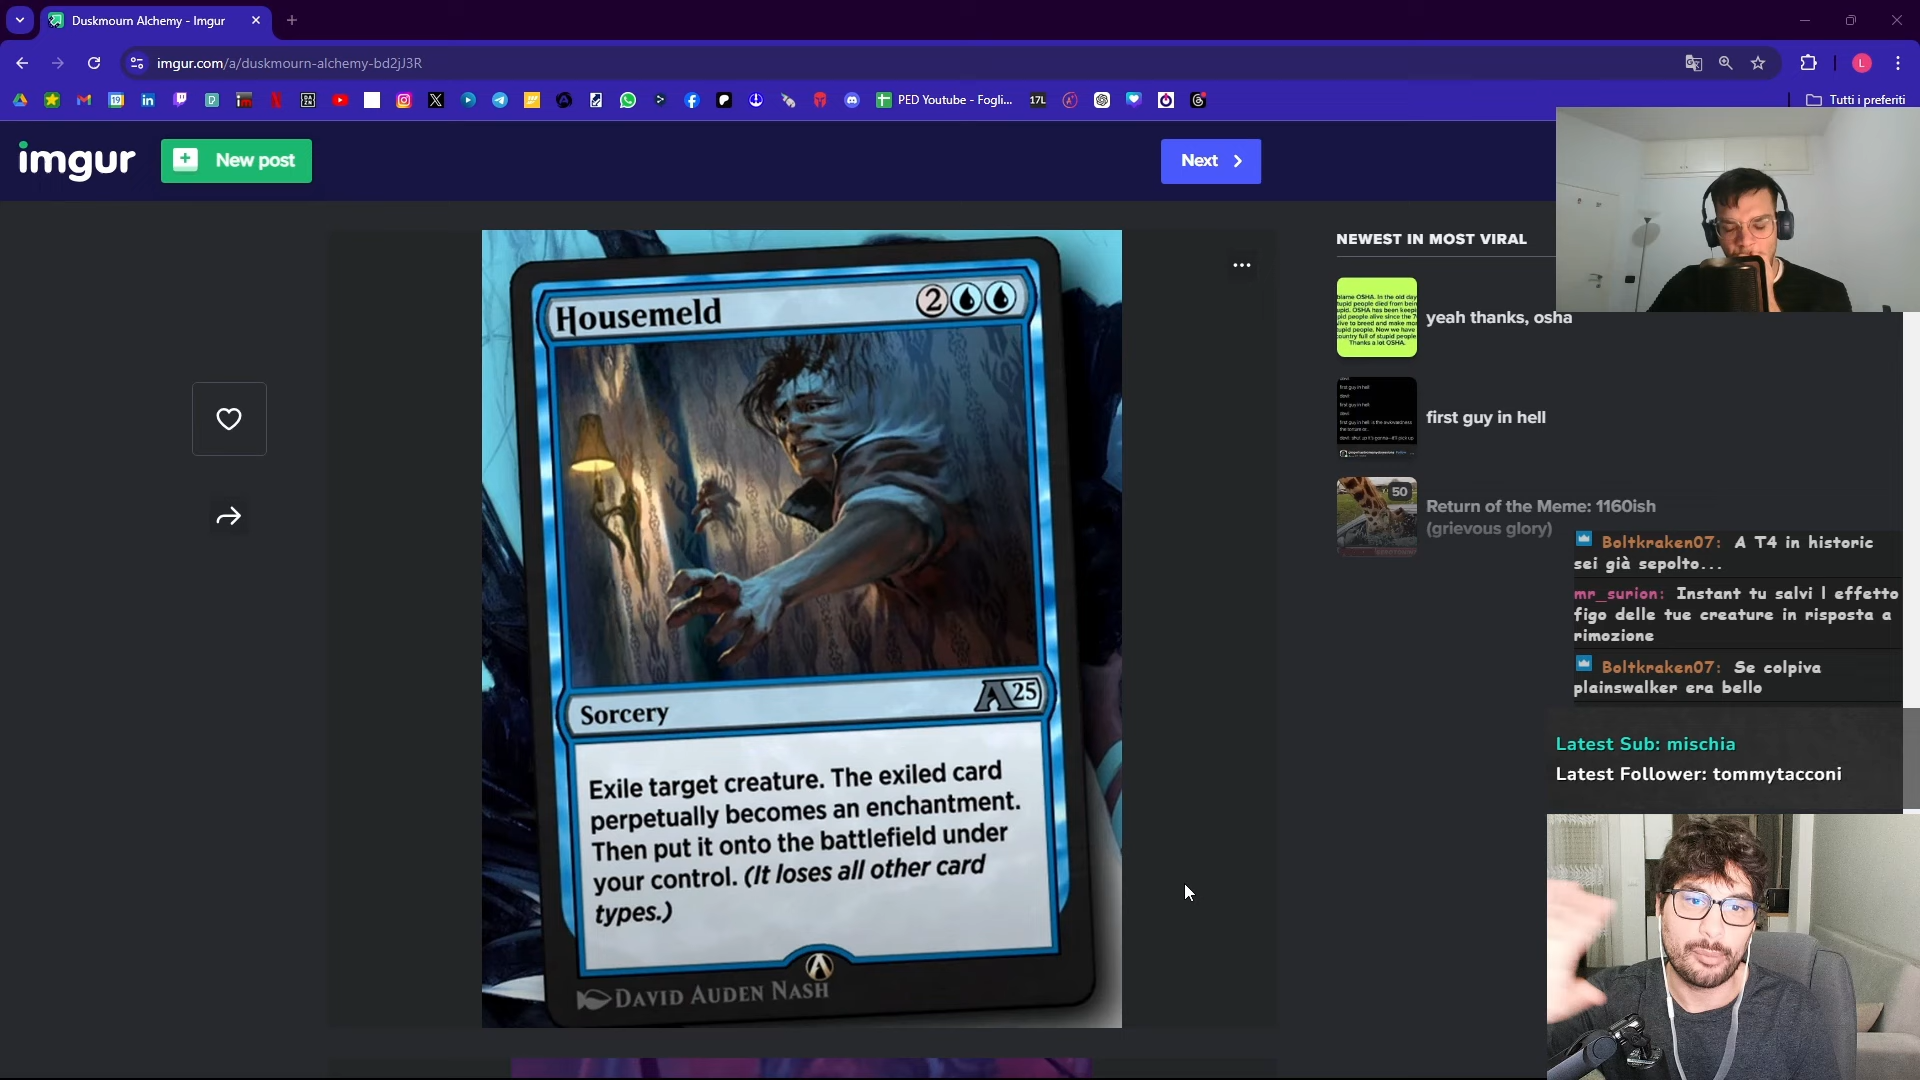 Duskmourn Alchemy - Imgur
imgur.com/a/duskmourn-alchemy-bd2jJ3R
L
19
PED Youtube - Fogli...
17L
Tutti i preferiti
imgur
New post
Next
NEWEST IN MOST VIRAL
yeah thanks, osha
first guy in hell
50
Return of the Meme: 1160ish
(grievous glory)
Housemeld
2
Sorcery
A25
Exile target creature. The exiled card
perpetually becomes an enchantment.
Then put it onto the battlefield under
your control. (It loses all other card
types.)
DAVID AUDEN NASH
Boltkraken07: A T4 in historic
sei già sepolto...
mr_surion: Instant tu salvi l effetto
figo delle tue creature in risposta a
rimozione
Boltkraken07: Se colpiva
plainswalker era bello
Latest Sub: mischia
Latest Follower: tommytacconi